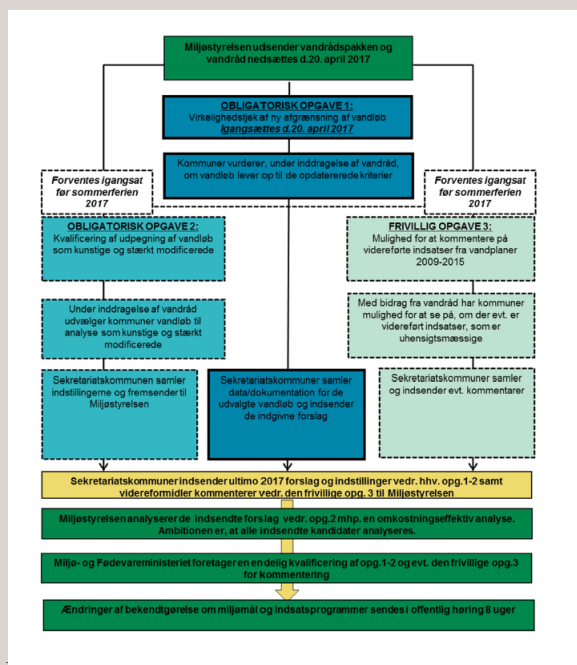 Miljøstyrelsen udsender vandrådspakken og
vandråd nedsættes d.20. april 2017
OBLIGATORISK OPGAVE 1:
Virkelighedstjek af ny afgrænsning af vandløb
Igangsættes d.20. april 2017
Kommuner vurderer, under inddragelse af vandråd,
om vandløb lever op til de opdatererede kriterier
Forventes igangsat
før sommerferien
2017
Forventes igangsat
før sommerferien
2017
OBLIGATORISK OPGAVE 2:
Kvalificering af udpegning af vandløb
som kunstige og stærkt modificerede
FRIVILLIG OPGAVE 3:
Mulighed for at kommentere på
videreførte indsatser fra vandplaner
2009-2015
Under inddragelse af vandråd
udvælger kommuner vandløb til
analyse som kunstige og stærkt
modificerede
Med bidrag fra vandråd har kommuner
mulighed for at se på, om der evt. er
videreført indsatser, som er
uhensigtsmæssige
Sekretariatskommunen samler
indstillingerne og fremsender til
Miljøstyrelsen
Sekretariatskommuner samler
data/dokumentation for de
udvalgte vandløb og indsender
de indgivne forslag
Sekretariatskommuner samler
og indsender evt. kommentarer
Sekretariatskommuner indsender ultimo 2017 forslag og indstillinger vedr. hhv. opg.1-2 samt
videreformidler kommenterer vedr. den frivillige opg. 3 til Miljøstyrelsen
Miljøstyrelsen analyserer de indsendte forslag vedr. opg.2 mhp. en omkostningseffektiv analyse.
Ambitionen er, at alle indsendte kandidater analyseres.
Miljø- og Fødevareministeriet foretager en endelig kvalificering af opg.1-2 og evt. den frivillige opg.3
for kommentering
Ændringer af bekendtgørelse om miljømål og indsatsprogrammer sendes i offentlig høring 8 uger